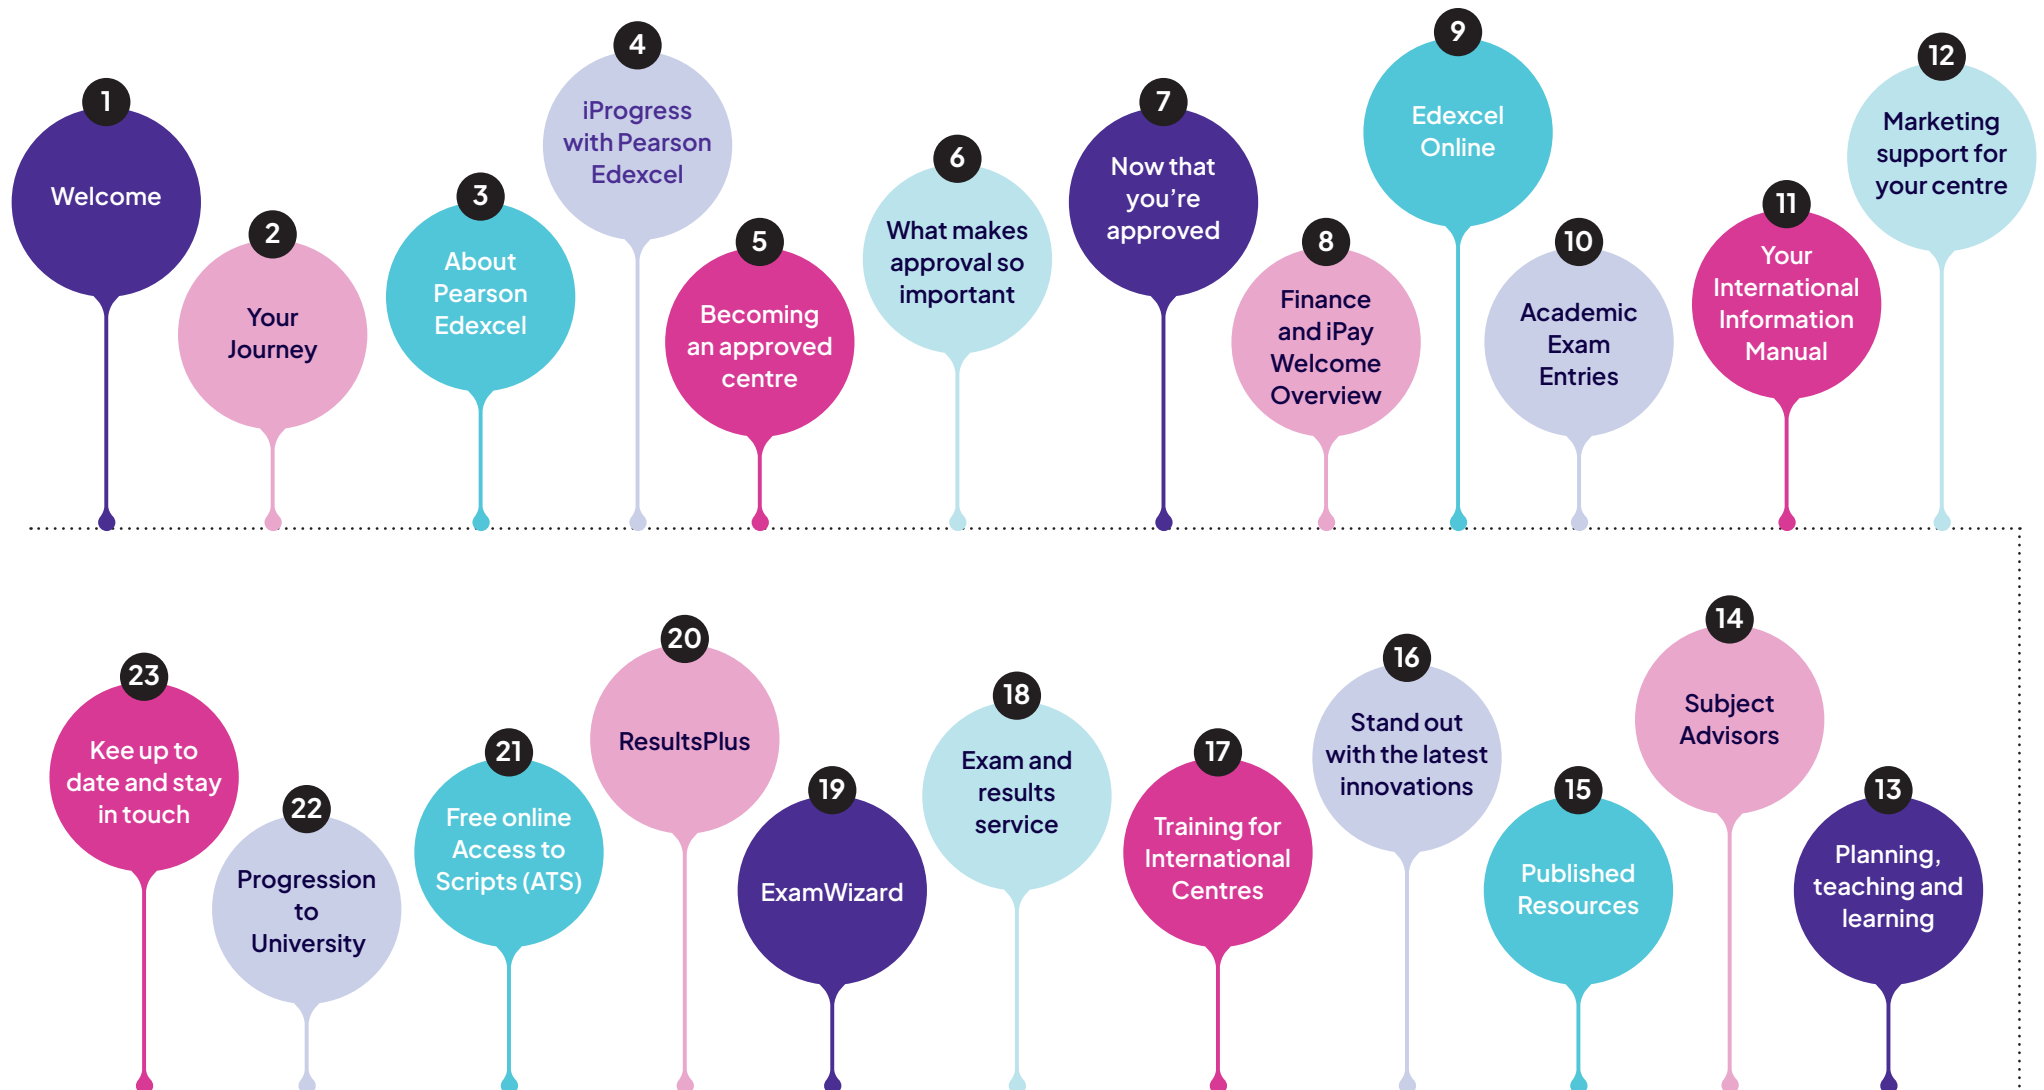 1
Welcome
2
Your
Journey
3
About
Pearson
Edexcel
4
iProgress
with Pearson
Edexcel
5
Becoming
an approved
centre
6
What makes
approval so
important
7
Now that
you're
approved
8
Finance
and iPay
Welcome
Overview
9
Edexcel
Online
10
Academic
Exam
Entries
11
Your
International
Information
Manual
12
Marketing
support for
your centre
13
Planning,
teaching and
learning
14
Subject
Advisors
15
Published
Resources
16
Stand out
with the latest
innovations
17
Training for
International
Centres
18
Exam and
results
service
19
ExamWizard
20
ResultsPlus
21
Free online
Access to
Scripts (ATS)
22
Progression
to
University
23
Kee up to
date and stay
in touch